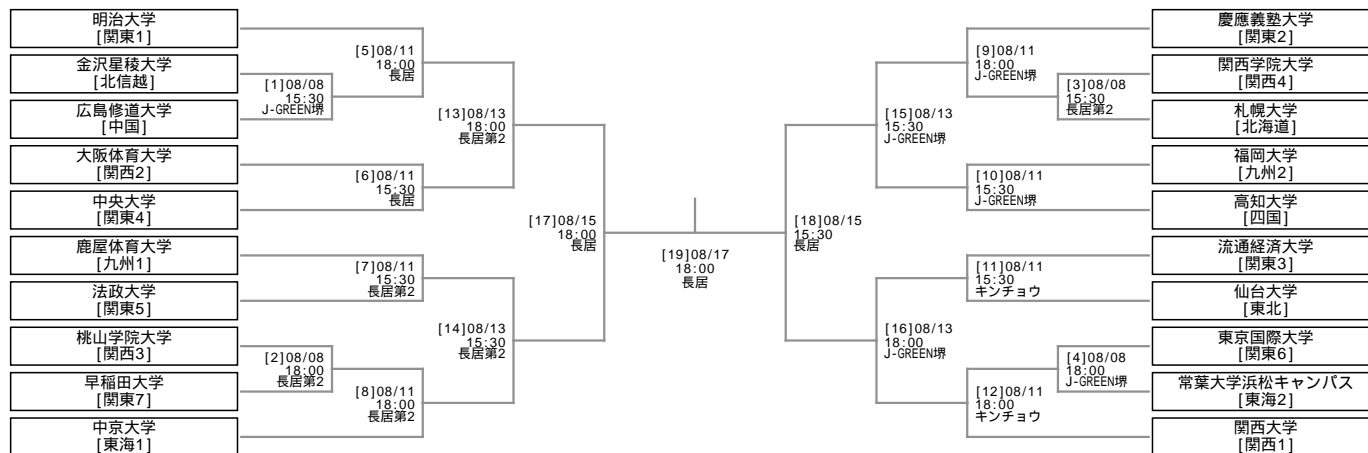 明治大学
[関東1]
金沢星稜大学
[北信越]
広島修道大学
[中国]
大阪体育大学
[関西2]
中央大学
[関東4]
鹿屋体育大学
[九州1]
法政大学
[関東5]
桃山学院大学
[関西3]
早稲田大学
[関東7]
中京大学
[東海1]
[1]08/08
15:30
J-GREEN堺
[2]08/08
18:00
長居第2
[5]08/11
18:00
長居
[6]08/11
15:30
長居
[7]08/11
15:30
長居第2
[8]08/11
18:00
長居第2
[13]08/13
18:00
長居第2
[14]08/13
15:30
長居第2
[17]08/15
18:00
長居
[19]08/17
18:00
長居
[18]08/15
15:30
長居
[15]08/13
15:30
J-GREEN堺
[16]08/13
18:00
J-GREEN堺
[9]08/11
18:00
J-GREEN堺
[10]08/11
15:30
J-GREEN堺
[11]08/11
15:30
キンチョウ
[12]08/11
18:00
キンチョウ
[3]08/08
15:30
長居第2
[4]08/08
18:00
J-GREEN堺
慶應義塾大学
[関東2]
関西学院大学
[関西4]
札幌大学
[北海道]
福岡大学
[九州2]
高知大学
[四国]
流通経済大学
[関東3]
仙台大学
[東北]
東京国際大学
[関東6]
常葉大学浜松キャンパス
[東海2]
関西大学
[関西1]